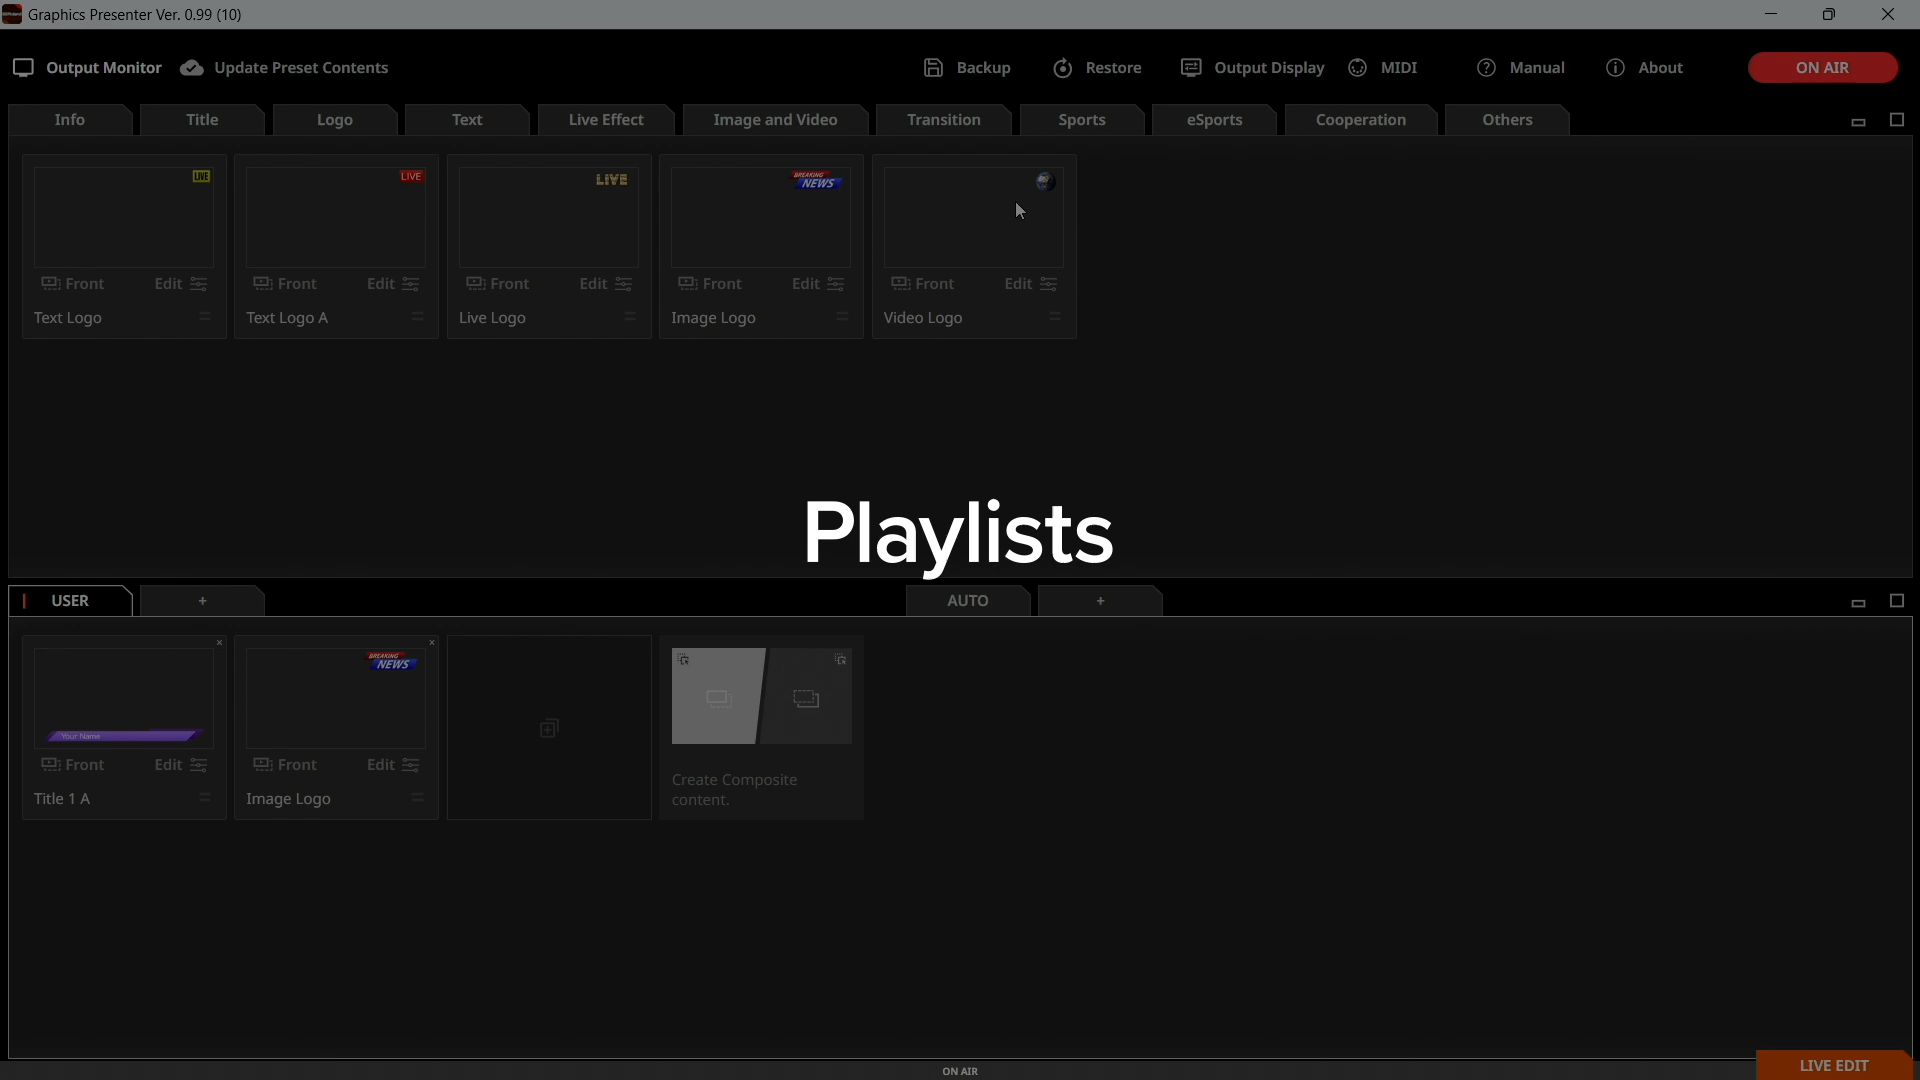 Graphics Presenter Ver. 0.99 (10)
Output Monitor Update Preset Contents Backup Restore Output Display MIDI Manual About ON AIR
Info Title Logo Text Live Effect Image and Video Transition Sports eSports Cooperation Others
LIVE LIVE LIVE BREAKING NEWS
Front Edit Front Edit Front Edit Front Edit Front Edit
Text Logo Text Logo A Live Logo Image Logo Video Logo
Playlists
USER + AUTO +
BREAKING
NEWS
Your Name
Front Edit Front Edit
Title 1 A Image Logo
Create Composite
content.
ON AIR
LIVE EDIT